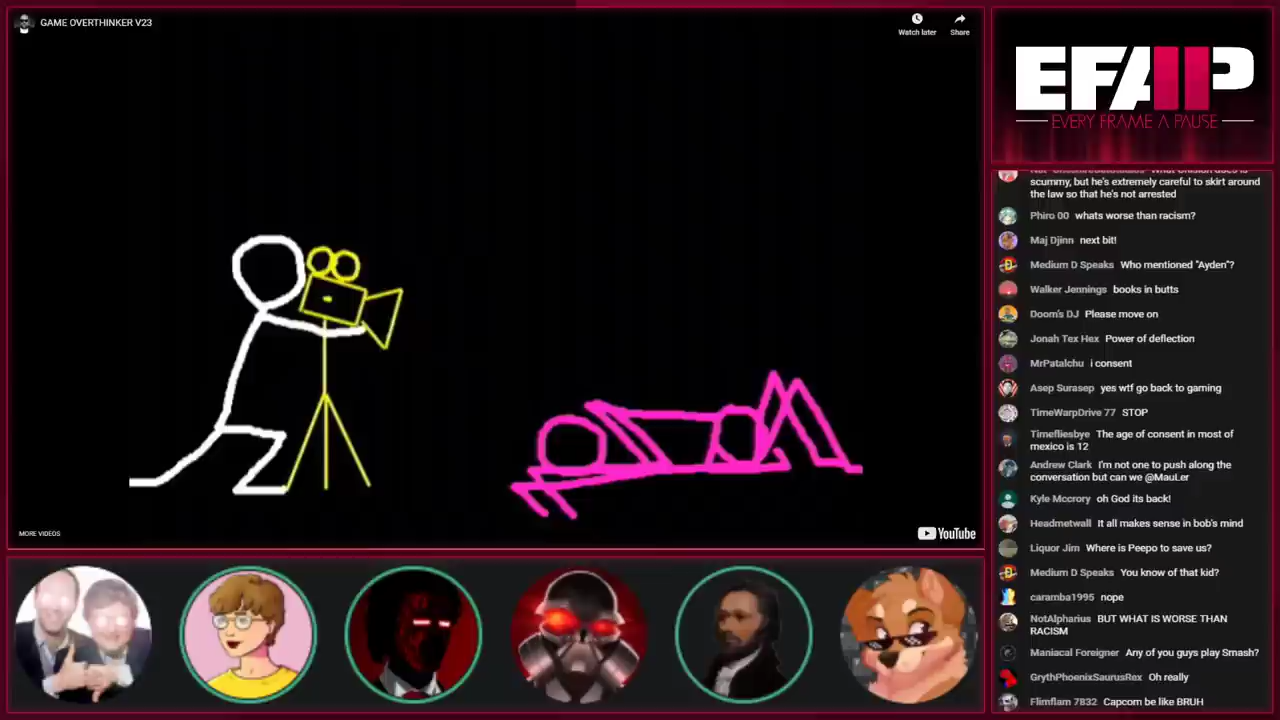 GAME OVERTHINKER V23
Watch later
Share
MORE VIDEOS
YouTube
EFAP
EVERY FRAME A PAUSE
scummy, but he's extremely careful to skirt around
the law so that he's not arrested
Phiro 00 whats worse than racism?
Maj Djinn next bit!
Medium D Speaks Who mentioned "Ayden"?
Walker Jennings books in butts
Doom's DJ Please move on
Jonah Tex Hex Power of deflection
MrPatalchu i consent
Asep Surasep yes wtf go back to gaming
TimeWarpDrive 77 STOP
Timefliesbye The age of consent in most of
mexico is 12
Andrew Clark I'm not one to push along the
conversation but can we @MauLer
Kyle Mccrory oh God its back!
Headmetwall It all makes sense in bob's mind
Liquor Jim Where is Peepo to save us?
Medium D Speaks You know of that kid?
caramba1995 nope
NotAlpharius BUT WHAT IS WORSE THAN
RACISM
Maniacal Foreigner Any of you guys play Smash?
GrythPhoenixSaurusRex Oh really
Flimflam 7832 Capcom be like BRUH